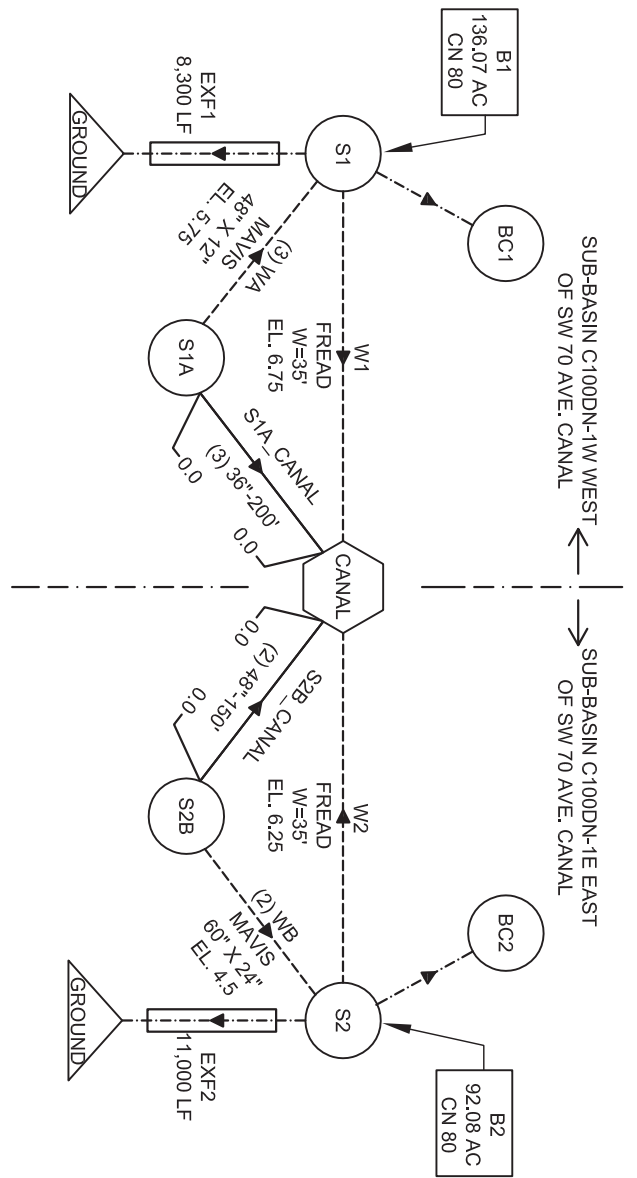 SUB-BASIN C100DN-1W WEST
OF SW 70 AVE. CANAL
SUB-BASIN C100DN-1E EAST
OF SW 70 AVE. CANAL
B1
136.07 AC
CN 80
BC1
BC2
B2
92.08 AC
CN 80
S1
W1
FREAD
W=35'
EL. 6.75
CANAL
W2
FREAD
W=35'
EL. 6.25
S2
(3) WA
MAVIS
48" X 12"
EL. 5.75
S1A
S1A_CANAL
(3) 36"-200'
0.0
0.0
S2B_CANAL
(2) 48"-150'
0.0
0.0
S2B
(2) WB
MAVIS
60" X 24"
EL. 4.5
EXF1
8,300 LF
GROUND
EXF2
11,000 LF
GROUND